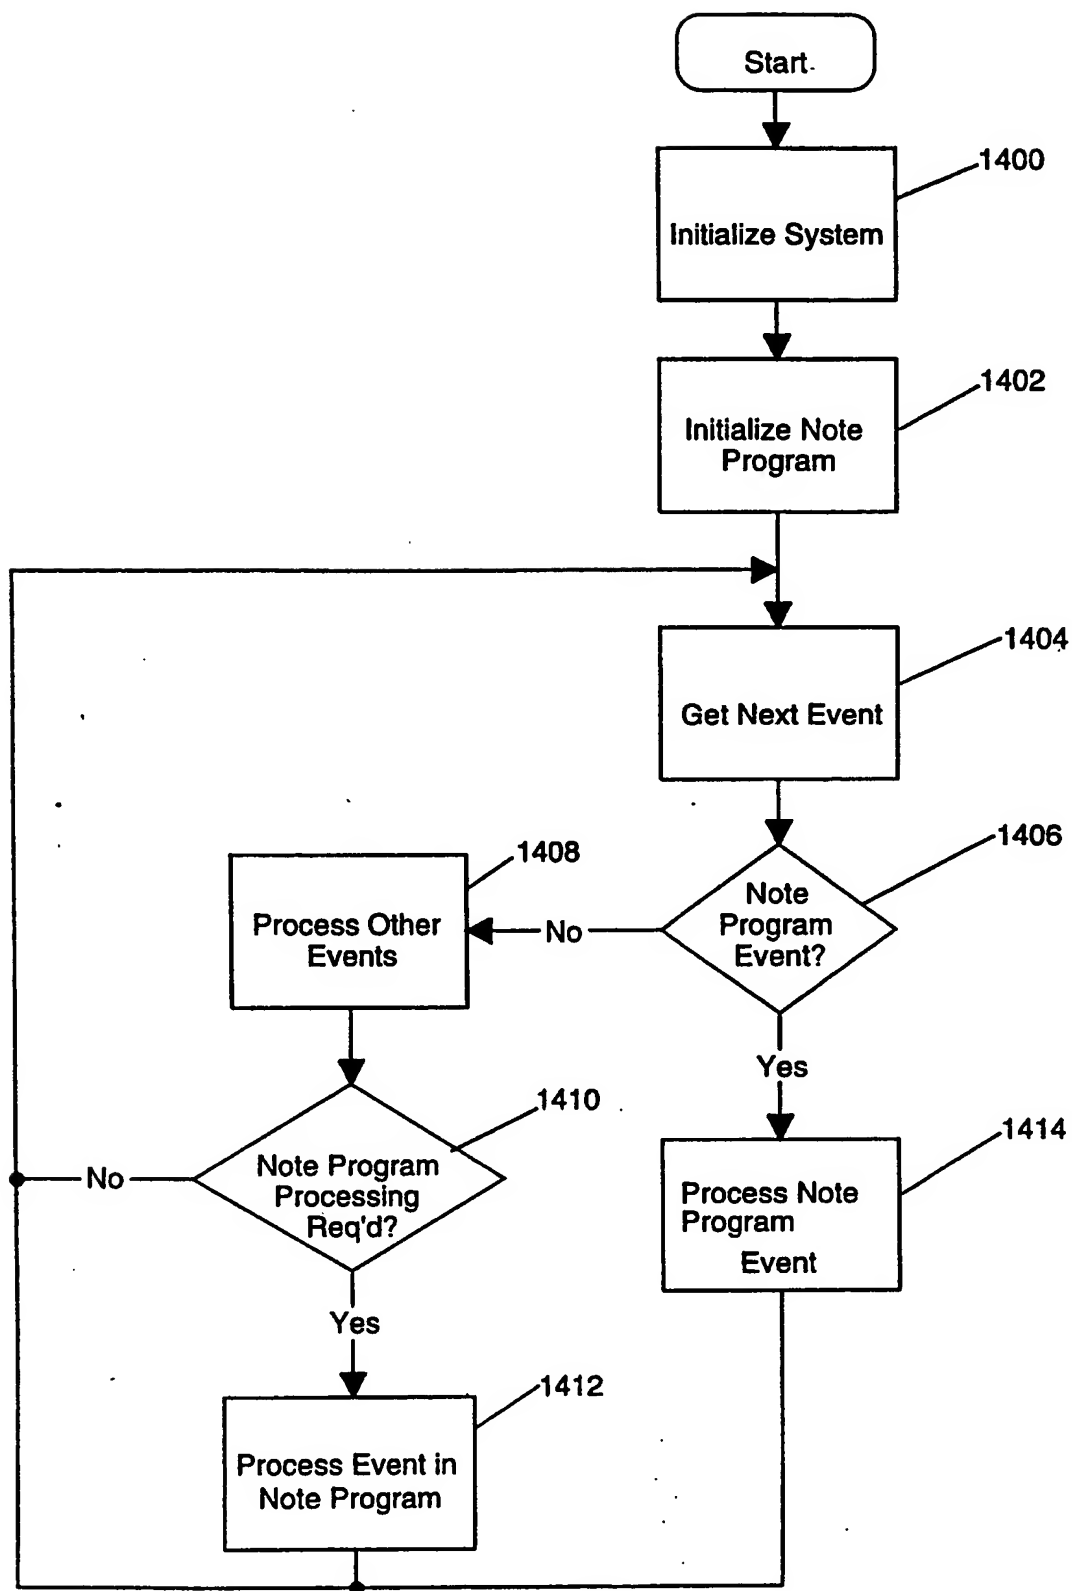 Start
1400
Initialize System
1402
Initialize Note
Program
1404
Get Next Event
1406
Note
Program
Event?
No
1408
Process Other
Events
Yes
1410
Note Program
Processing
Req'd?
No
1414
Process Note
Program
Event
Yes
1412
Process Event in
Note Program